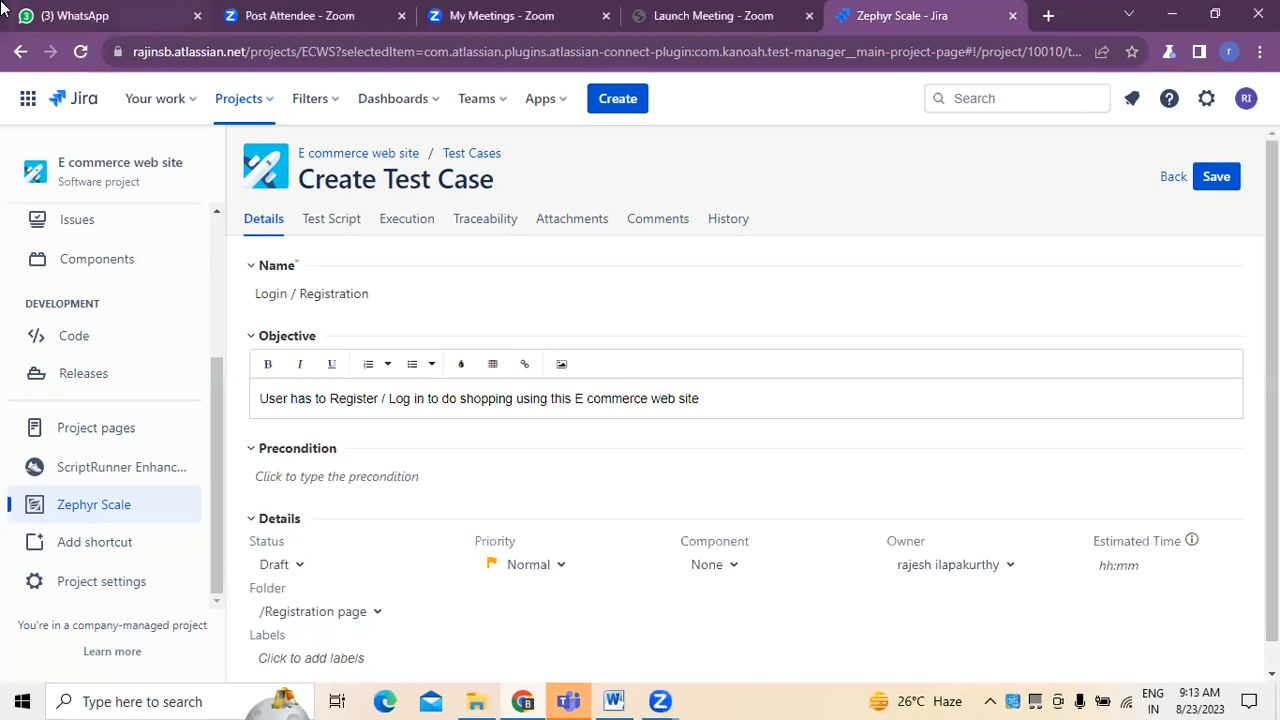 (3) WhatsApp
Post Attendee - Zoom
My Meetings - Zoom
Launch Meeting - Zoom
Zephyr Scale - Jira
rajinsb.atlassian.net/projects/ECWS?selectedItem=com.atlassian.plugins.atlassian-connect-plugin:com.kanoah.test-manager__main-project-page#!/project/10010/t...
Jira
Your work
Projects
Filters
Dashboards
Teams
Apps
Create
Search
RI
E commerce web site
Software project
Issues
Components
DEVELOPMENT
Code
Releases
Project pages
ScriptRunner Enhanc...
Zephyr Scale
Add shortcut
Project settings
You're in a company-managed project
Learn more
E commerce web site / Test Cases
Create Test Case
Back
Save
Details
Test Script
Execution
Traceability
Attachments
Comments
History
Name*
Login / Registration
Objective
B I U
User has to Register / Log in to do shopping using this E commerce web site
Precondition
Click to type the precondition
Details
Status
Priority
Component
Owner
Estimated Time
Draft
Normal
None
rajesh ilapakurthy
hh:mm
Folder
/Registration page
Labels
Click to add labels
Type here to search
26°C Haze
ENG
IN
9:13 AM
8/23/2023